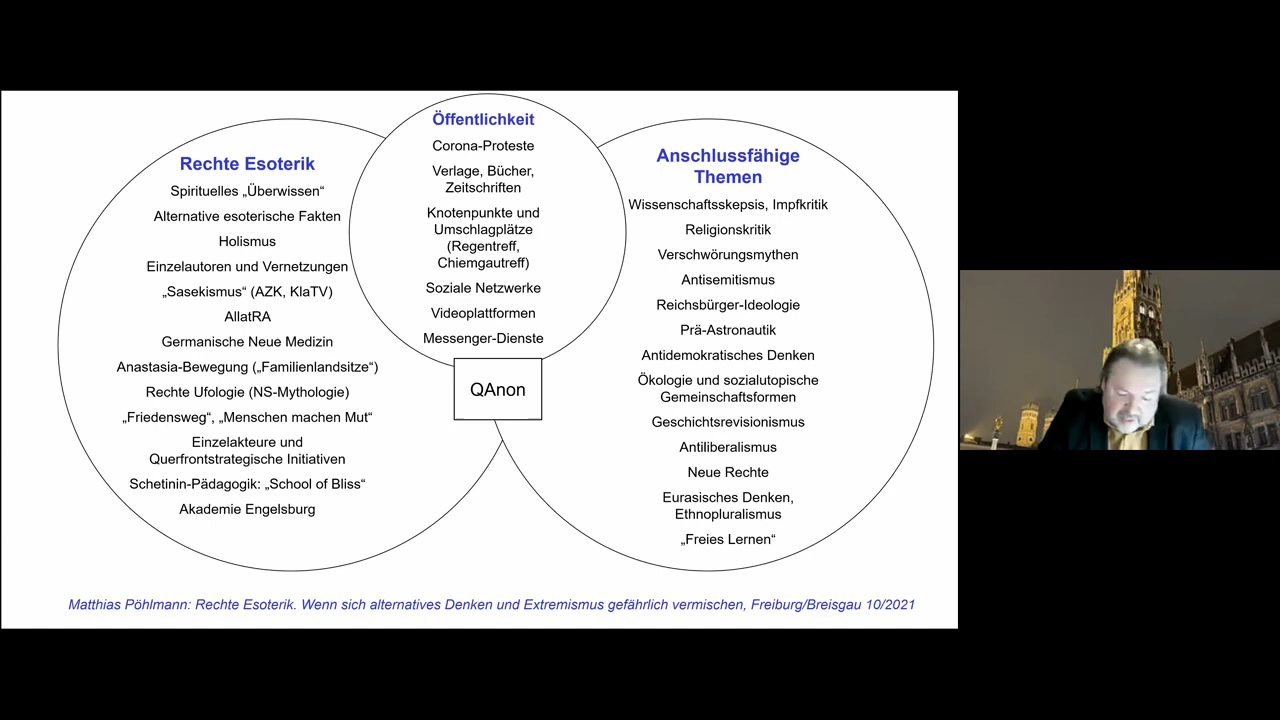 Rechte Esoterik
Spirituelles „Überwissen“
Alternative esoterische Fakten
Holismus
Einzelautoren und Vernetzungen
„Sasekismus“ (AZK, KlaTV)
AllatRA
Germanische Neue Medizin
Anastasia-Bewegung („Familienlandsitze“)
Rechte Ufologie (NS-Mythologie)
„Friedensweg“, „Menschen machen Mut“
Einzelakteure und
Querfrontstrategische Initiativen
Schetinin-Pädagogik: „School of Bliss“
Akademie Engelsburg
Öffentlichkeit
Corona-Proteste
Verlage, Bücher,
Zeitschriften
Knotenpunkte und
Umschlagplätze
(Regentreff,
Chiemgautreff)
Soziale Netzwerke
Videoplattformen
Messenger-Dienste
QAnon
Anschlussfähige
Themen
Wissenschaftsskepsis, Impfkritik
Religionskritik
Verschwörungsmythen
Antisemitismus
Reichsbürger-Ideologie
Prä-Astronautik
Antidemokratisches Denken
Ökologie und sozialutopische
Gemeinschaftsformen
Geschichtsrevisionismus
Antiliberalismus
Neue Rechte
Eurasisches Denken,
Ethnopluralismus
„Freies Lernen“
Matthias Pöhlmann: Rechte Esoterik. Wenn sich alternatives Denken und Extremismus gefährlich vermischen, Freiburg/Breisgau 10/2021